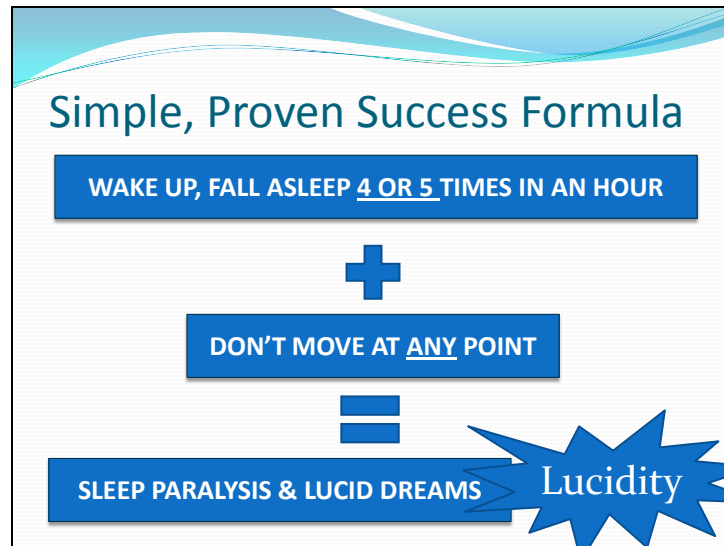 Simple, Proven Success Formula
WAKE UP, FALL ASLEEP 4 OR 5 TIMES IN AN HOUR
DON’T MOVE AT ANY POINT
SLEEP PARALYSIS & LUCID DREAMS
Lucidity